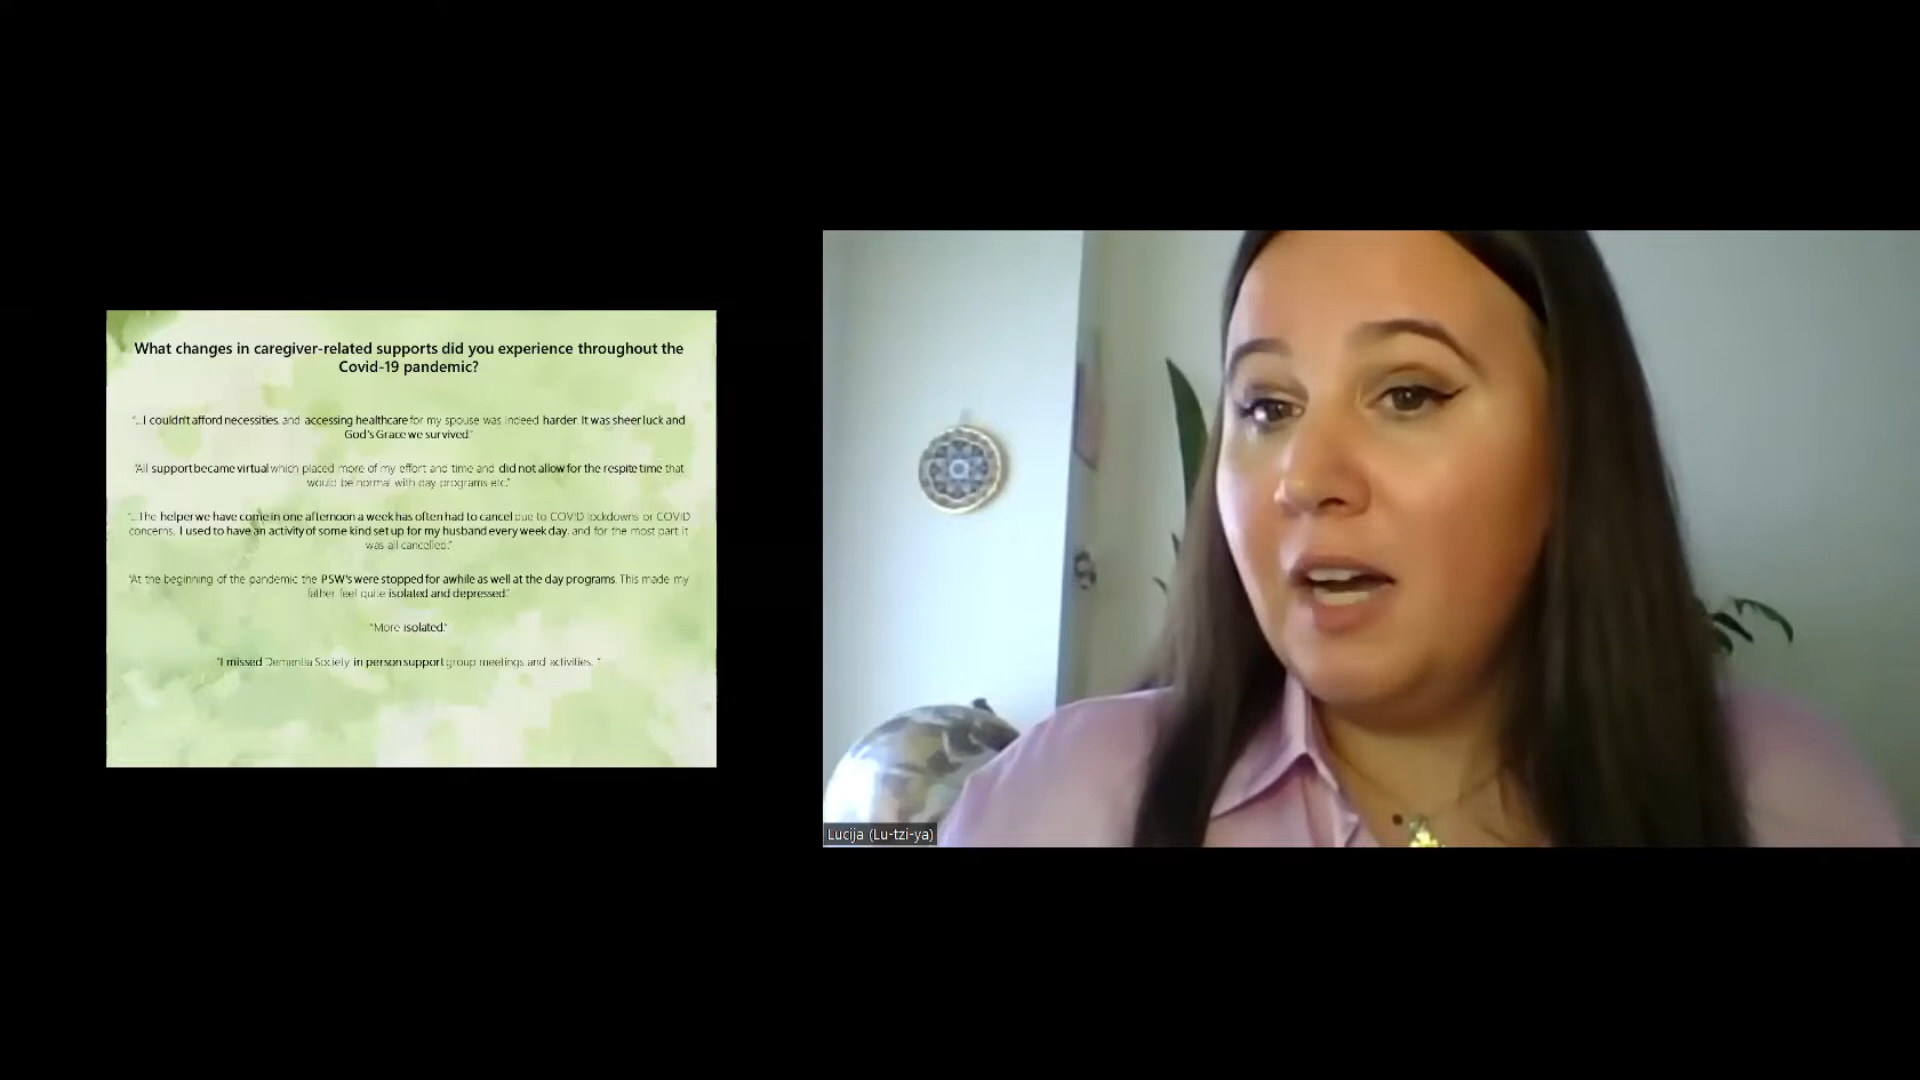 What changes in caregiver-related supports did you experience throughout the
Covid-19 pandemic?
"...I couldn't afford necessities, and accessing healthcare for my spouse was indeed harder. It was sheer luck and
God's Grace we survived."
"All support became virtual which placed more of my effort and time and did not allow for the respite time that
would be normal with day programs etc."
"...The helper we have come in one afternoon a week has often had to cancel due to COVID lockdowns or COVID
concerns. I used to have an activity of some kind set up for my husband every week day, and for the most part it
was all cancelled."
"At the beginning of the pandemic the PSW's were stopped for awhile as well at the day programs. This made my
father feel quite isolated and depressed."
"More isolated."
"I missed Dementia Society in person support group meetings and activities. "
Lucija (Lu-tzi-ya)